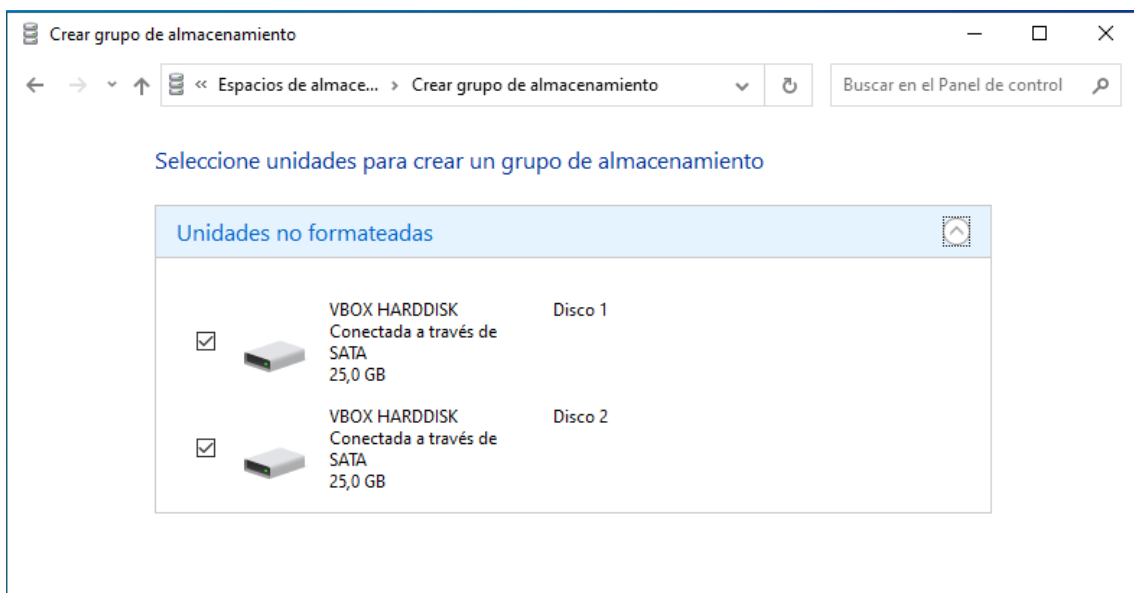 Crear grupo de almacenamiento
« Espacios de almace... › Crear grupo de almacenamiento
Buscar en el Panel de control
Seleccione unidades para crear un grupo de almacenamiento
Unidades no formateadas
VBOX HARDDISK Disco 1
Conectada a través de
SATA
25,0 GB
VBOX HARDDISK Disco 2
Conectada a través de
SATA
25,0 GB